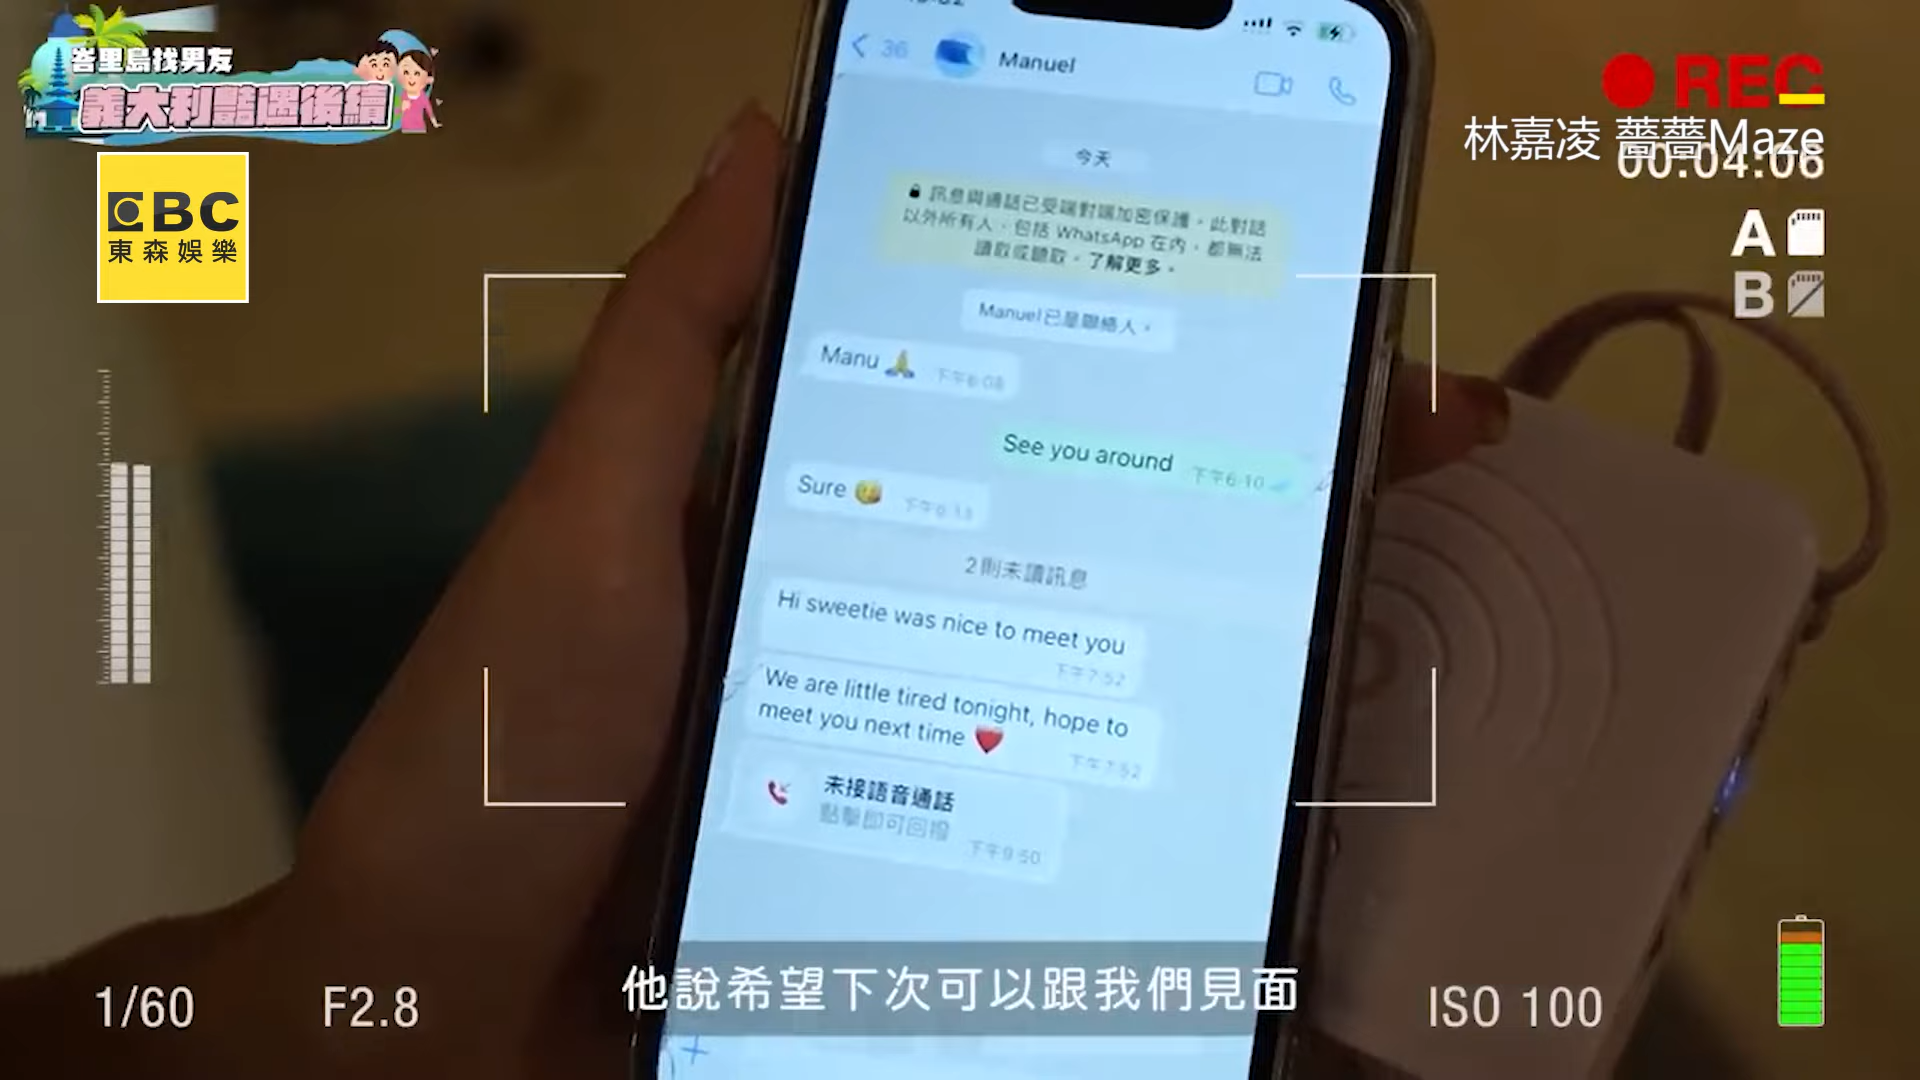 峇里島找男友
義大利豔遇後續
EBC
東森娛樂
REC
林嘉凌 薔薔Maze
00:04:06
A
B
36
Manuel
今天
訊息與通話已受端對端加密保護。此對話
以外所有人,包括 WhatsApp 在內,都無法
讀取或聽取。了解更多。
Manuel已是聯絡人。
Manu 🙏 下午6:08
See you around 下午6:10
Sure 😋 下午6:13
2則未讀訊息
Hi sweetie was nice to meet you
下午7:52
We are little tired tonight, hope to
meet you next time ❤️
下午7:52
未接語音通話
點擊即可回撥
下午9:50
他說希望下次可以跟我們見面
1/60
F2.8
ISO 100